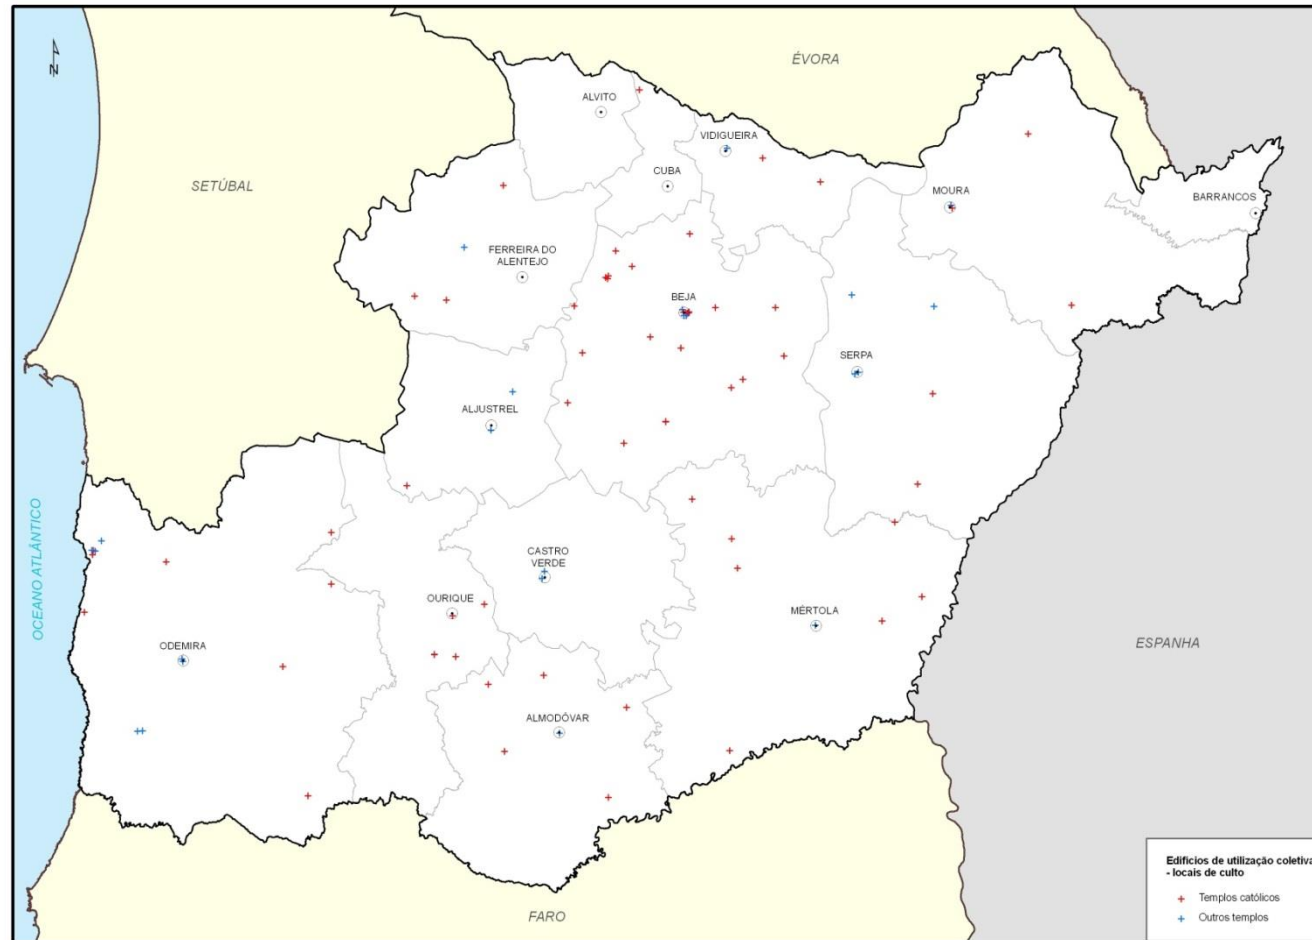 N
ÉVORA
ALVITO
VIDIGUEIRA
CUBA
SETÚBAL
MOURA
BARRANCOS
FERREIRA DO
ALENTEJO
BEJA
SERPA
ALJUSTREL
OCEANO ATLÂNTICO
CASTRO
VERDE
OURIQUE
MÉRTOLA
ODEMIRA
ESPANHA
ALMODÔVAR
FARO
Edifícios de utilização coletiva
- locais de culto
Templos católicos
Outros templos